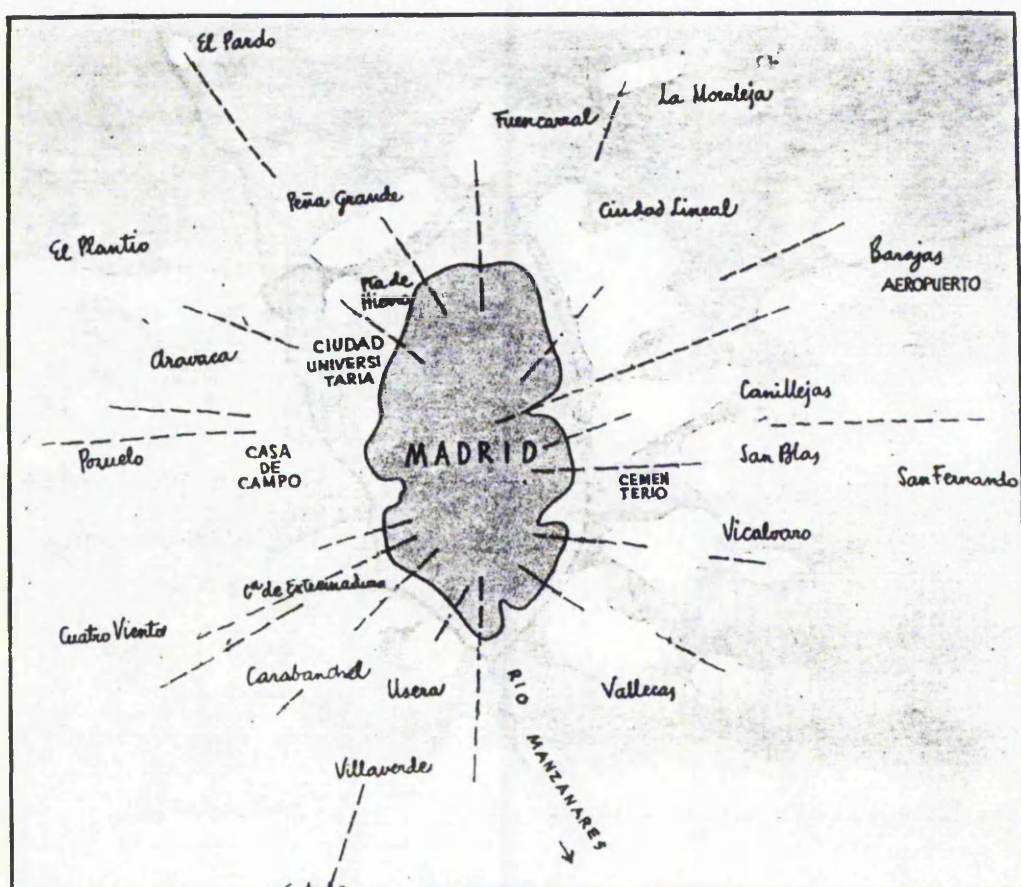 El Pardo
La Moraleja
Fuencarral
Peña Grande
Ciudad Lineal
El Plantio
Barajas
AEROPUERTO
Pta de
Hierro
CIUDAD
UNIVERSI
TARIA
Aravaca
Canillejas
Pozuelo
CASA
DE
CAMPO
MADRID
San Blas
CEMEN
TERIO
San Fernando
Vicalvaro
Cª de Extremadura
Cuatro Vientos
Carabanchel
Usera
RIO
MANZANARES
Vallecas
Villaverde